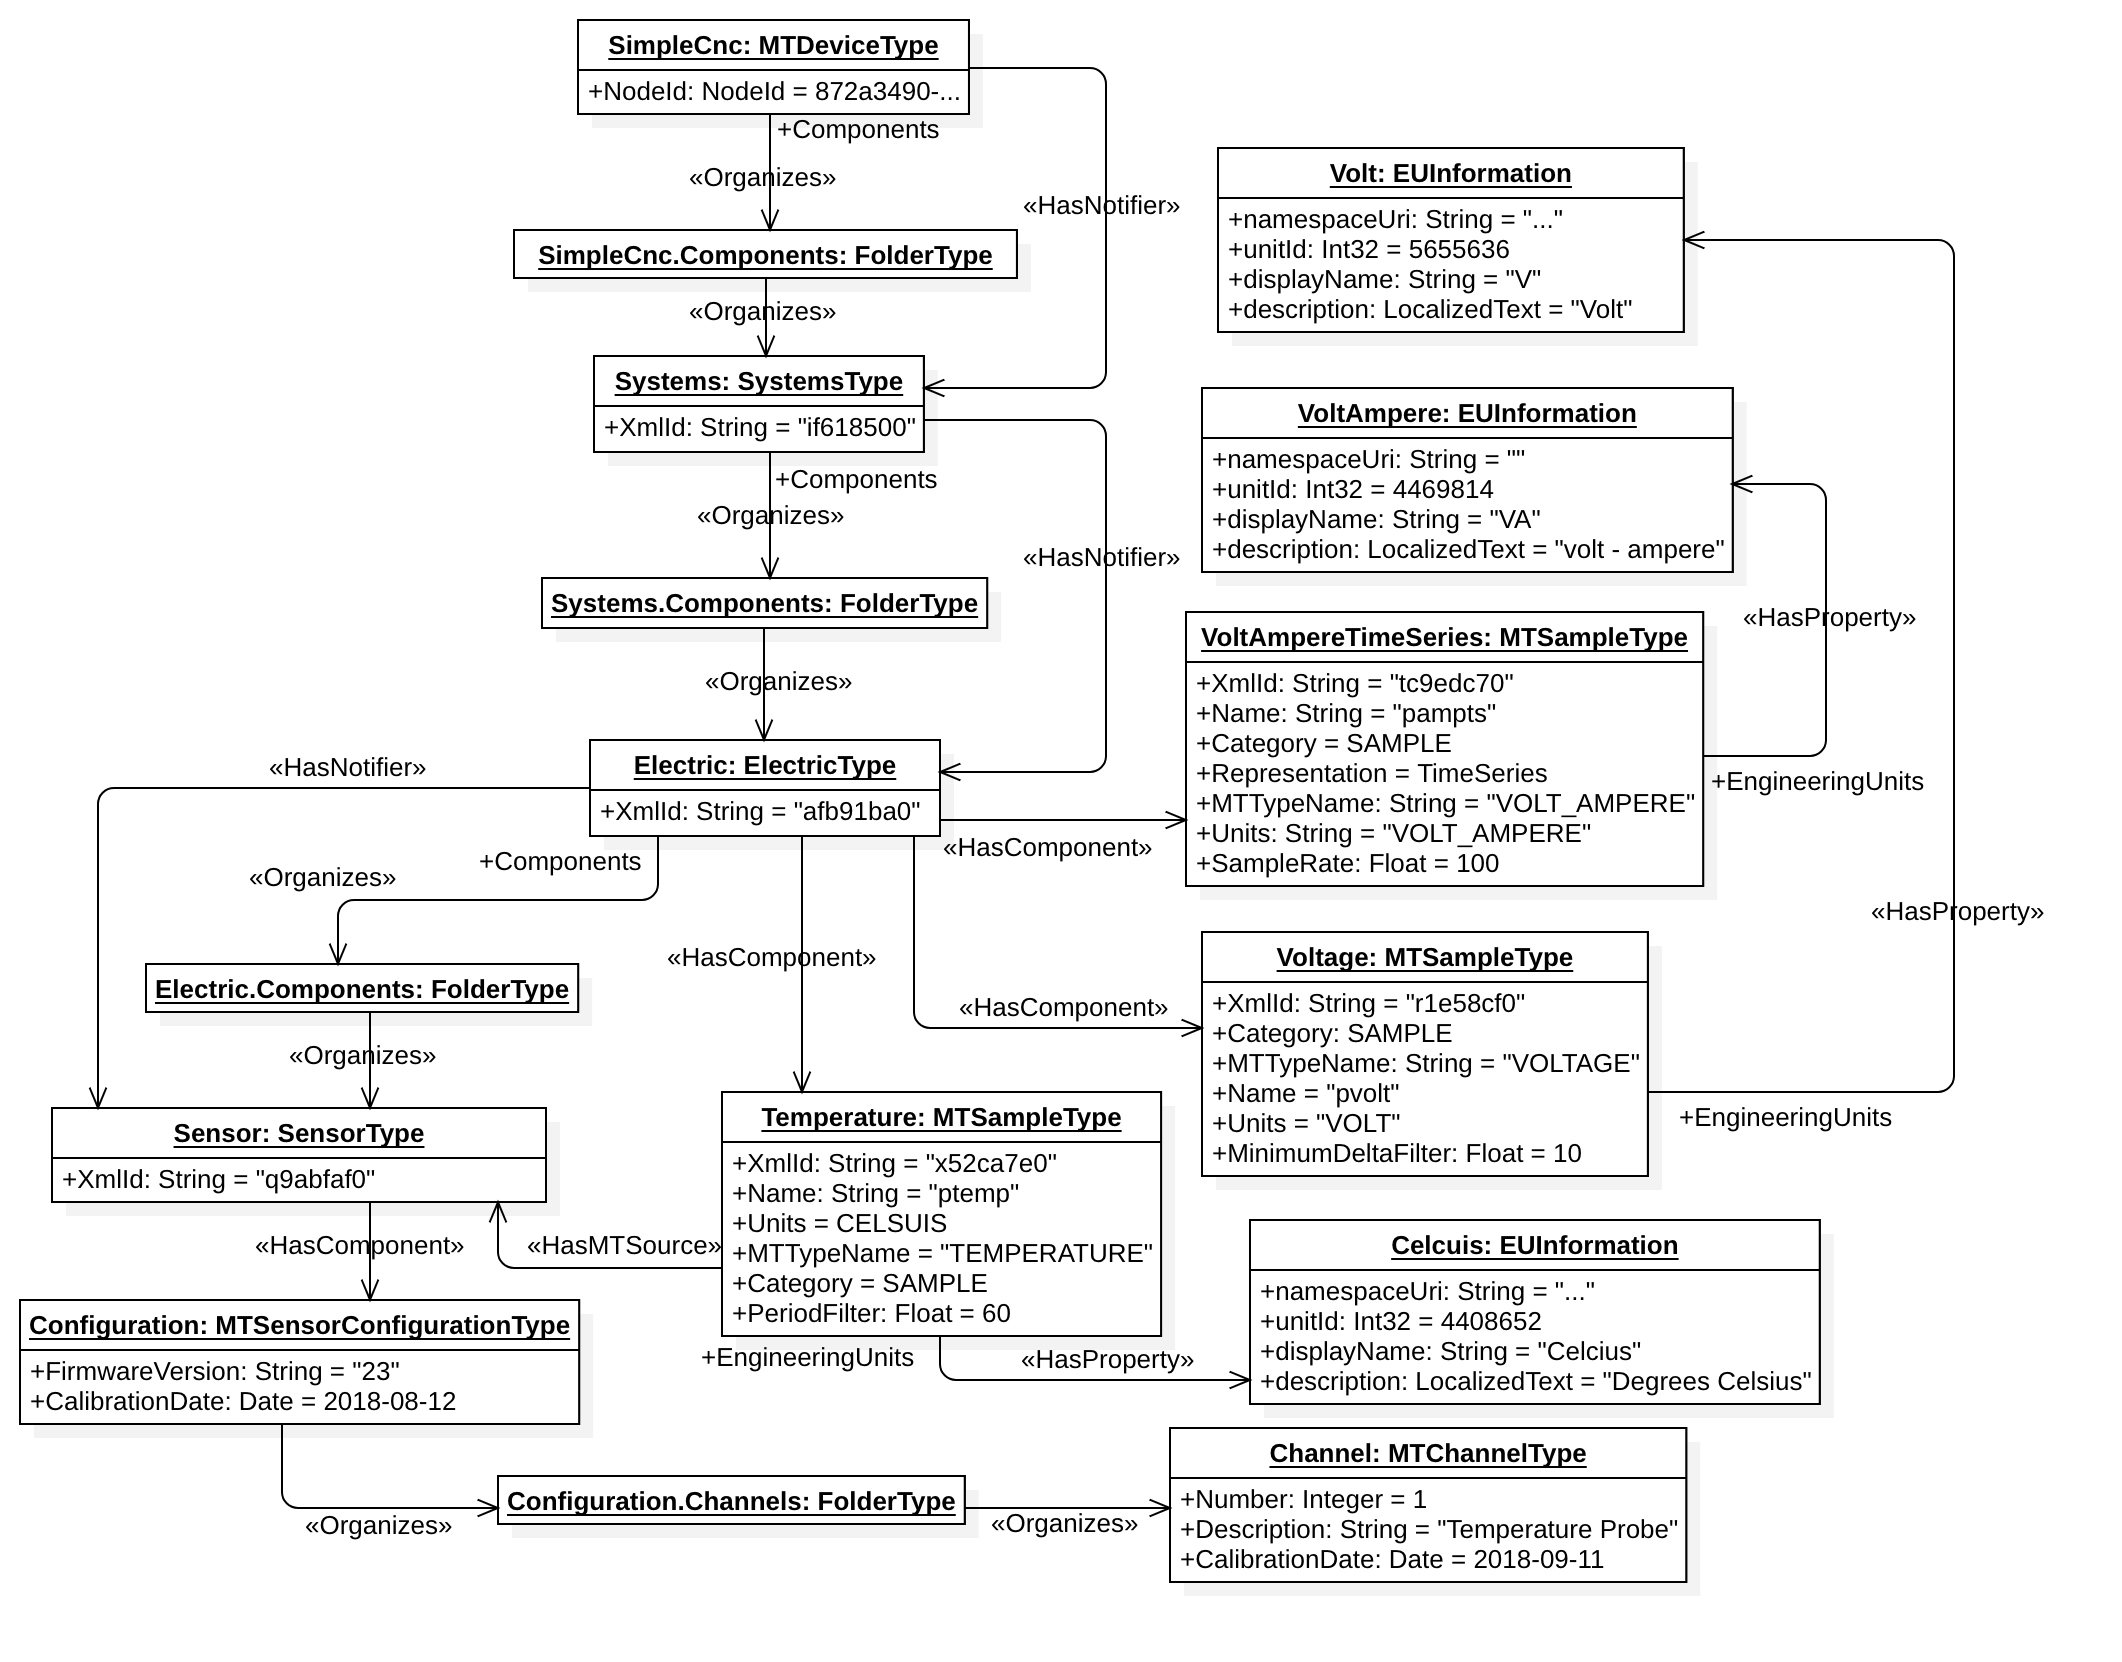 SimpleCnc: MTDeviceType
+NodeId: NodeId = 872a3490-...
+Components
«Organizes»
«HasNotifier»
SimpleCnc.Components: FolderType
«Organizes»
Systems: SystemsType
+XmlId: String = "if618500"
+Components
«Organizes»
«HasNotifier»
Systems.Components: FolderType
«Organizes»
Electric: ElectricType
+XmlId: String = "afb91ba0"
«HasNotifier»
+Components
«Organizes»
«HasComponent»
«HasComponent»
«HasComponent»
Volt: EUInformation
+namespaceUri: String = "..."
+unitId: Int32 = 5655636
+displayName: String = "V"
+description: LocalizedText = "Volt"
VoltAmpere: EUInformation
+namespaceUri: String = ""
+unitId: Int32 = 4469814
+displayName: String = "VA"
+description: LocalizedText = "volt - ampere"
«HasProperty»
VoltAmpereTimeSeries: MTSampleType
+XmlId: String = "tc9edc70"
+Name: String = "pampts"
+Category = SAMPLE
+Representation = TimeSeries
+MTTypeName: String = "VOLT_AMPERE"
+Units: String = "VOLT_AMPERE"
+SampleRate: Float = 100
+EngineeringUnits
«HasProperty»
Voltage: MTSampleType
+XmlId: String = "r1e58cf0"
+Category: SAMPLE
+MTTypeName: String = "VOLTAGE"
+Name = "pvolt"
+Units = "VOLT"
+MinimumDeltaFilter: Float = 10
+EngineeringUnits
Electric.Components: FolderType
«Organizes»
Sensor: SensorType
+XmlId: String = "q9abfaf0"
«HasComponent»
«HasMTSource»
Temperature: MTSampleType
+XmlId: String = "x52ca7e0"
+Name: String = "ptemp"
+Units = CELSUIS
+MTTypeName = "TEMPERATURE"
+Category = SAMPLE
+PeriodFilter: Float = 60
+EngineeringUnits
«HasProperty»
Celcuis: EUInformation
+namespaceUri: String = "..."
+unitId: Int32 = 4408652
+displayName: String = "Celcius"
+description: LocalizedText = "Degrees Celsius"
Configuration: MTSensorConfigurationType
+FirmwareVersion: String = "23"
+CalibrationDate: Date = 2018-08-12
«Organizes»
Configuration.Channels: FolderType
«Organizes»
Channel: MTChannelType
+Number: Integer = 1
+Description: String = "Temperature Probe"
+CalibrationDate: Date = 2018-09-11